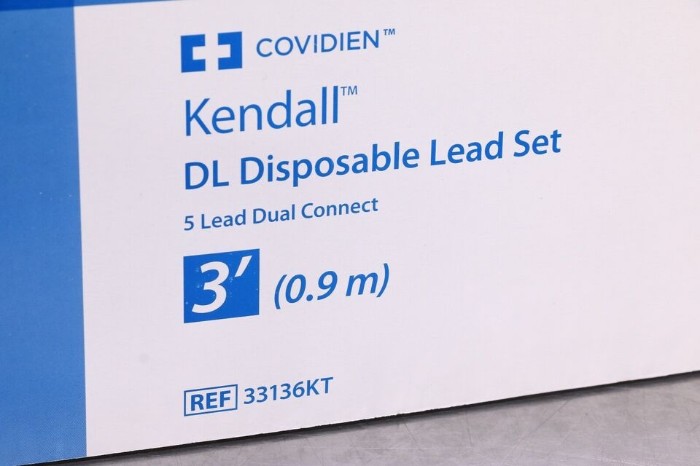 COVIDIEN™
Kendall™
DL Disposable Lead Set
5 Lead Dual Connect
3′ (0.9 m)
REF 33136KT